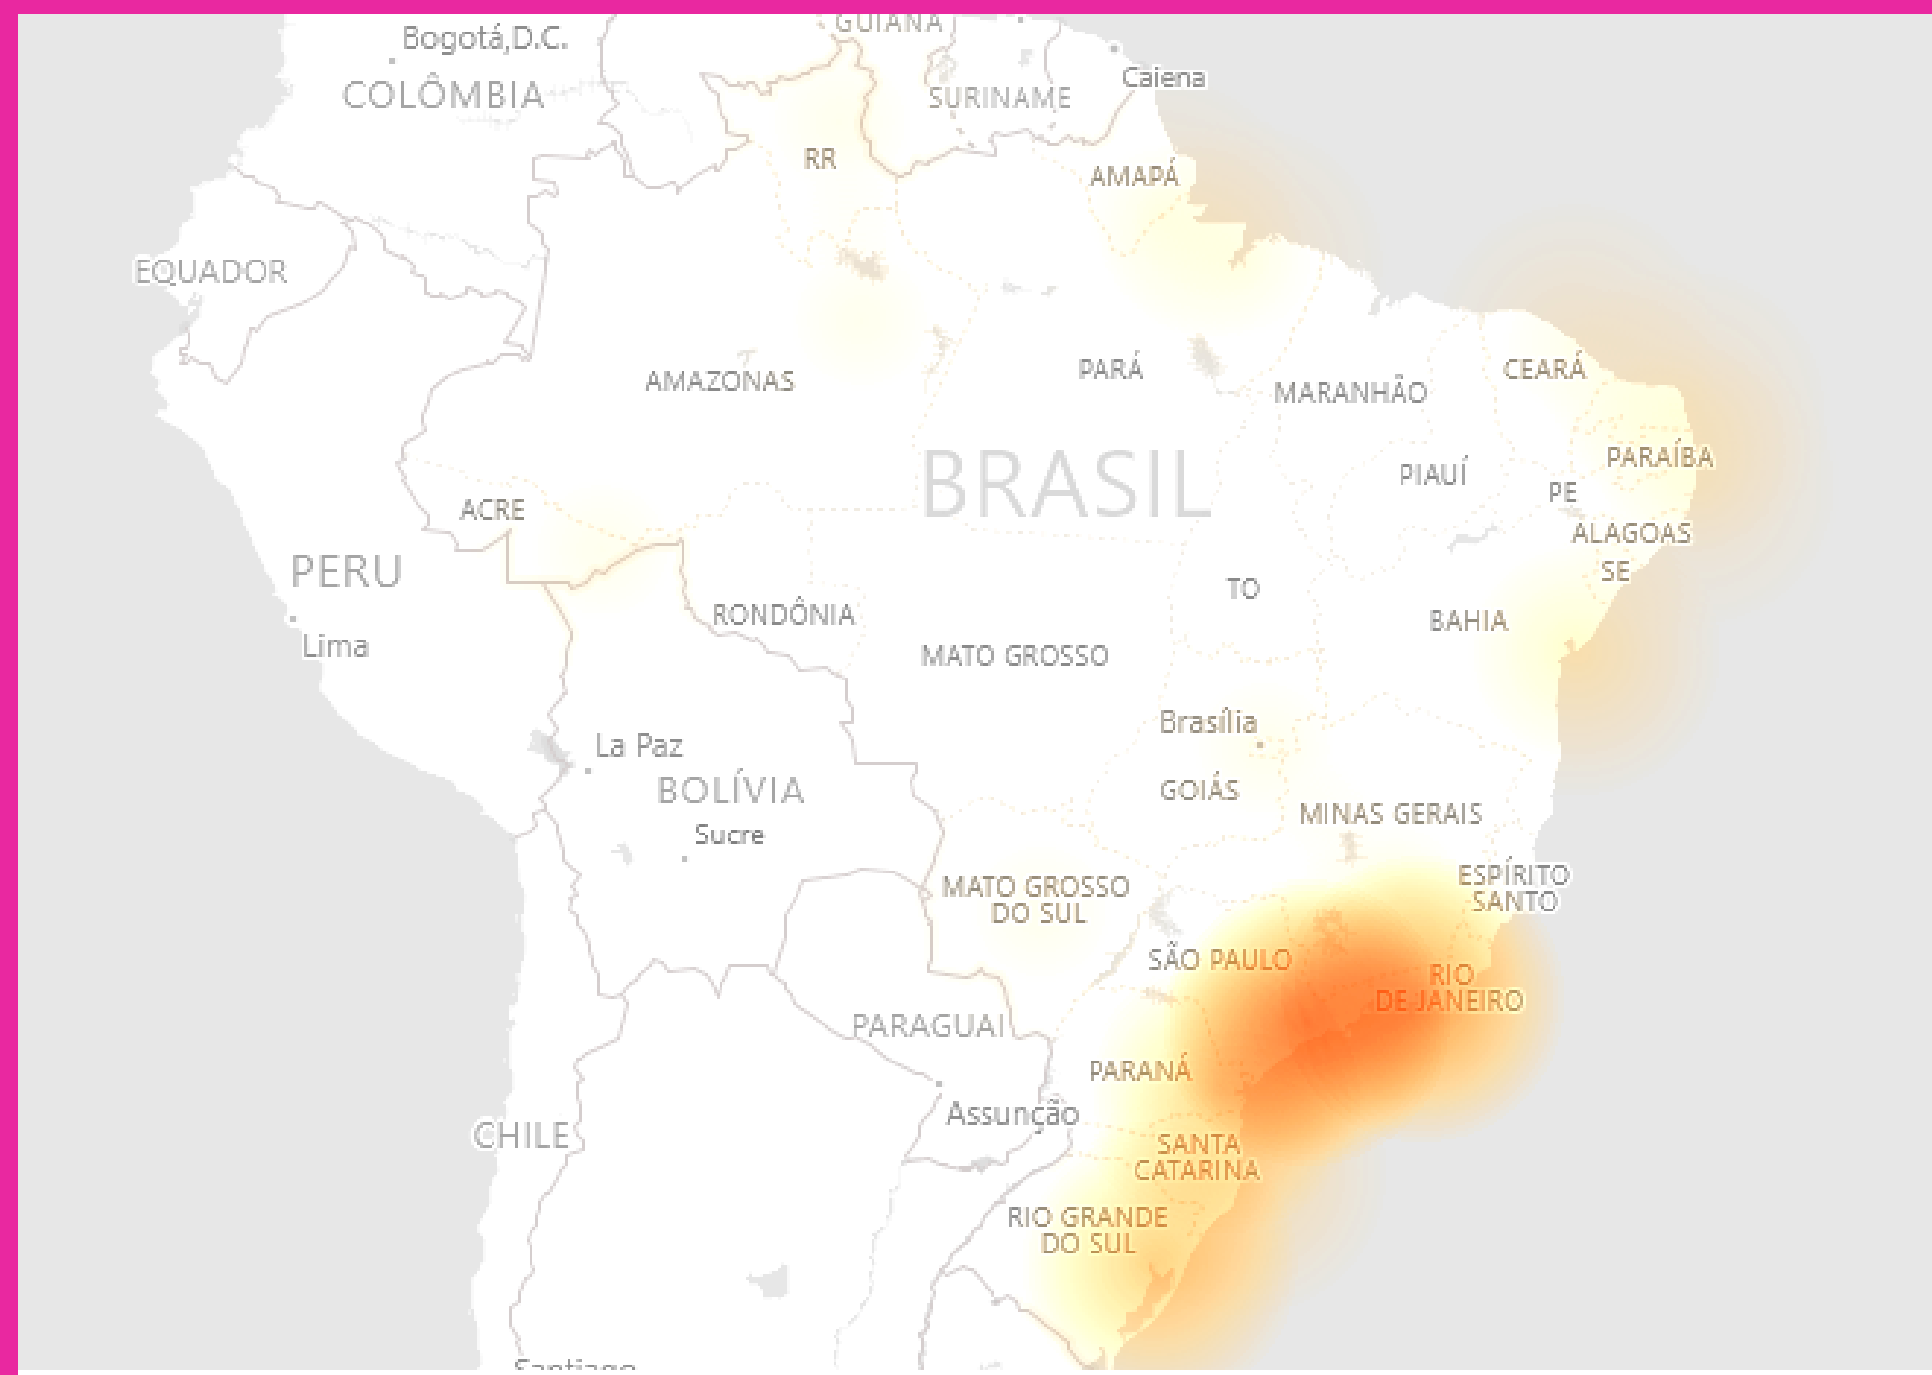 GUIANA
Bogotá,D.C.
Caiena
COLÔMBIA
SURINAME
RR
AMAPÁ
EQUADOR
AMAZONAS
PARÁ
CEARÁ
MARANHÃO
PARAÍBA
BRASIL
PIAUÍ
PE
ACRE
ALAGOAS
SE
PERU
TO
RONDÔNIA
BAHIA
Lima
MATO GROSSO
Brasília
La Paz
BOLÍVIA
GOIÁS
MINAS GERAIS
Sucre
ESPÍRITO
SANTO
MATO GROSSO
DO SUL
SÃO PAULO
RIO
DE JANEIRO
PARAGUAI
PARANÁ
Assunção
CHILE
SANTA
CATARINA
RIO GRANDE
DO SUL
Santiago